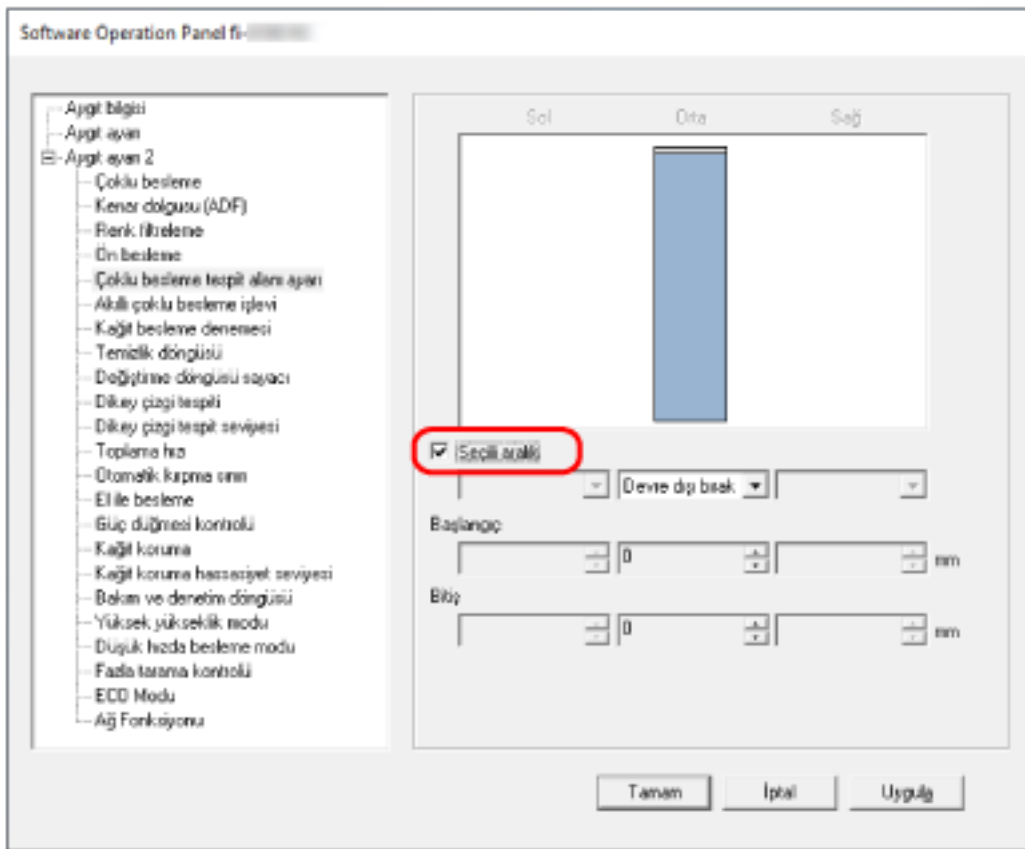 Software Operation Panel fi-
Aygıt bilgisi
Aygıt ayarı
Aygıt ayarı 2
Çoklu besleme
Kenar dolgusu (ADF)
Renk filtreleme
Ön besleme
Çoklu besleme tespit alanı ayarı
Akıllı çoklu besleme işlevi
Kağıt besleme denemesi
Temizlik döngüsü
Değiştirme döngüsü sayacı
Dikey çizgi tespiti
Dikey çizgi tespit seviyesi
Toplama hızı
Otomatik kırpma sınırı
El ile besleme
Güç düğmesi kontrolü
Kağıt koruma
Kağıt koruma hassasiyet seviyesi
Bakım ve denetim döngüsü
Yüksek yükseklik modu
Düşük hızda besleme modu
Fazla tarama kontrolü
ECO Modu
Ağ Fonksiyonu
Sol Orta Sağ
Seçili aralık
Devre dışı bırak
Başlangıç
0 mm
Bitiş
0 mm
Tamam İptal Uygula